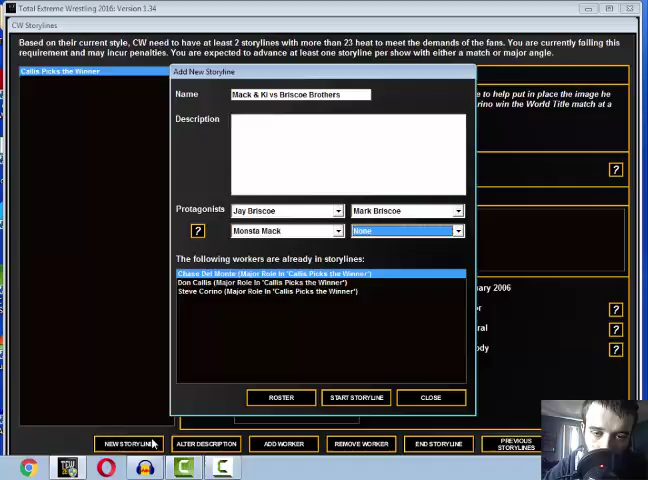 Total Extreme Wrestling 2016: Version 1.34
CW Storylines
Based on their current style, CW need to have at least 2 storylines with more than 23 heat to meet the demands of the fans. You are currently failing this
requirement and may incur penalties. You are expected to advance at least one storyline per show with either a match or major angle.
Callis Picks the Winner
Add New Storyline
Name
Mack & Ki vs Briscoe Brothers
e to help put in place the image he
rino win the World Title match at a
Description
?
Protagonists
Jay Briscoe
Mark Briscoe
?
Monsta Mack
None
The following workers are already in storylines:
Chase Del Monte (Major Role In 'Callis Picks the Winner')
Don Callis (Major Role In 'Callis Picks the Winner')
Steve Corino (Major Role In 'Callis Picks the Winner')
uary 2006
or
?
ral
?
ody
?
ROSTER
START STORYLINE
CLOSE
NEW STORYLINE
ALTER DESCRIPTION
ADD WORKER
REMOVE WORKER
END STORYLINE
PREVIOUS
STORYLINES
TEW